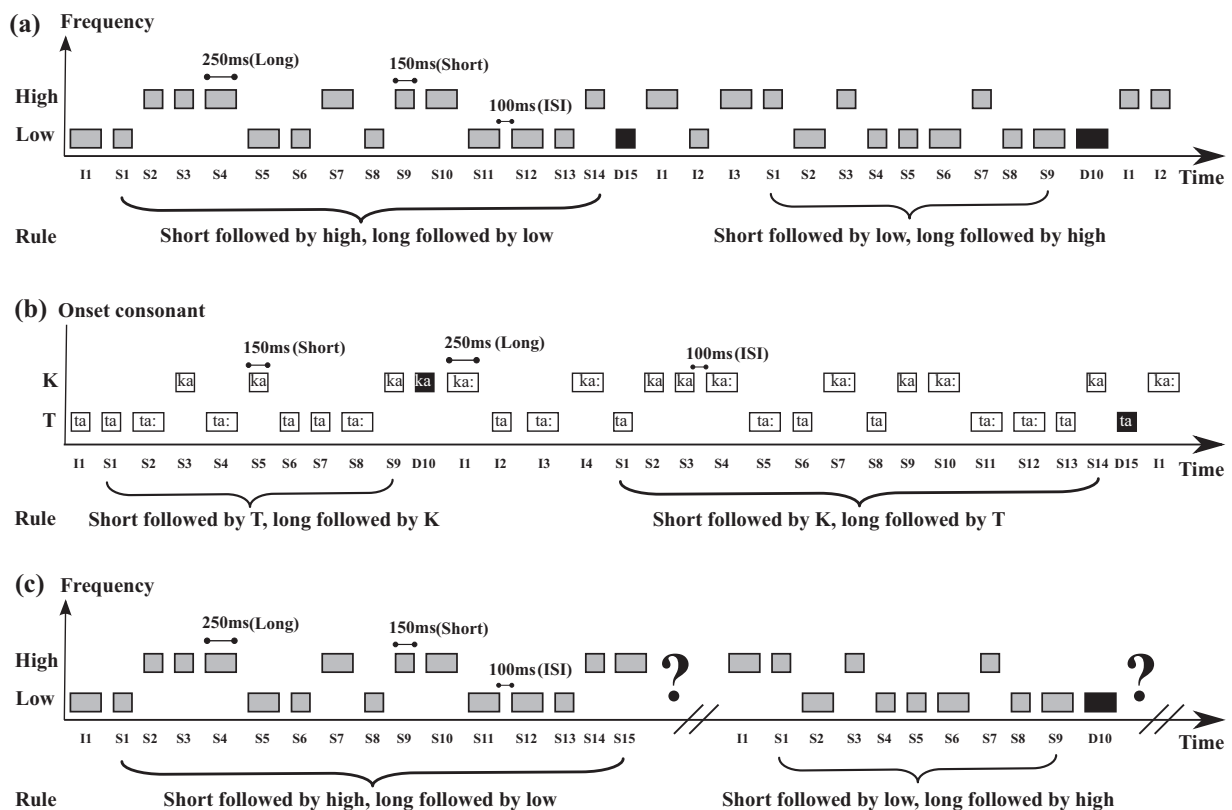 (a) Frequency
250ms(Long) 150ms(Short)
High
100ms(ISI)
Low
I1 S1 S2 S3 S4 S5 S6 S7 S8 S9 S10 S11 S12 S13 S14 D15 I1 I2 I3 S1 S2 S3 S4 S5 S6 S7 S8 S9 D10 I1 I2 Time
Rule Short followed by high, long followed by low Short followed by low, long followed by high
(b) Onset consonant
150ms(Short) 250ms(Long) 100ms(ISI)
K ka ka ka ka ka: ka: ka ka ka: ka: ka ka: ka ka:
T ta ta ta: ta: ta ta ta: ta ta: ta ta: ta ta ta: ta: ta ta
I1 S1 S2 S3 S4 S5 S6 S7 S8 S9 D10 I1 I2 I3 I4 S1 S2 S3 S4 S5 S6 S7 S8 S9 S10 S11 S12 S13 S14 D15 I1 Time
Rule Short followed by T, long followed by K Short followed by K, long followed by T
(c) Frequency
250ms(Long) 150ms(Short)
High ? ?
100ms(ISI)
Low
I1 S1 S2 S3 S4 S5 S6 S7 S8 S9 S10 S11 S12 S13 S14 S15 I1 S1 S2 S3 S4 S5 S6 S7 S8 S9 D10 Time
Rule Short followed by high, long followed by low Short followed by low, long followed by high